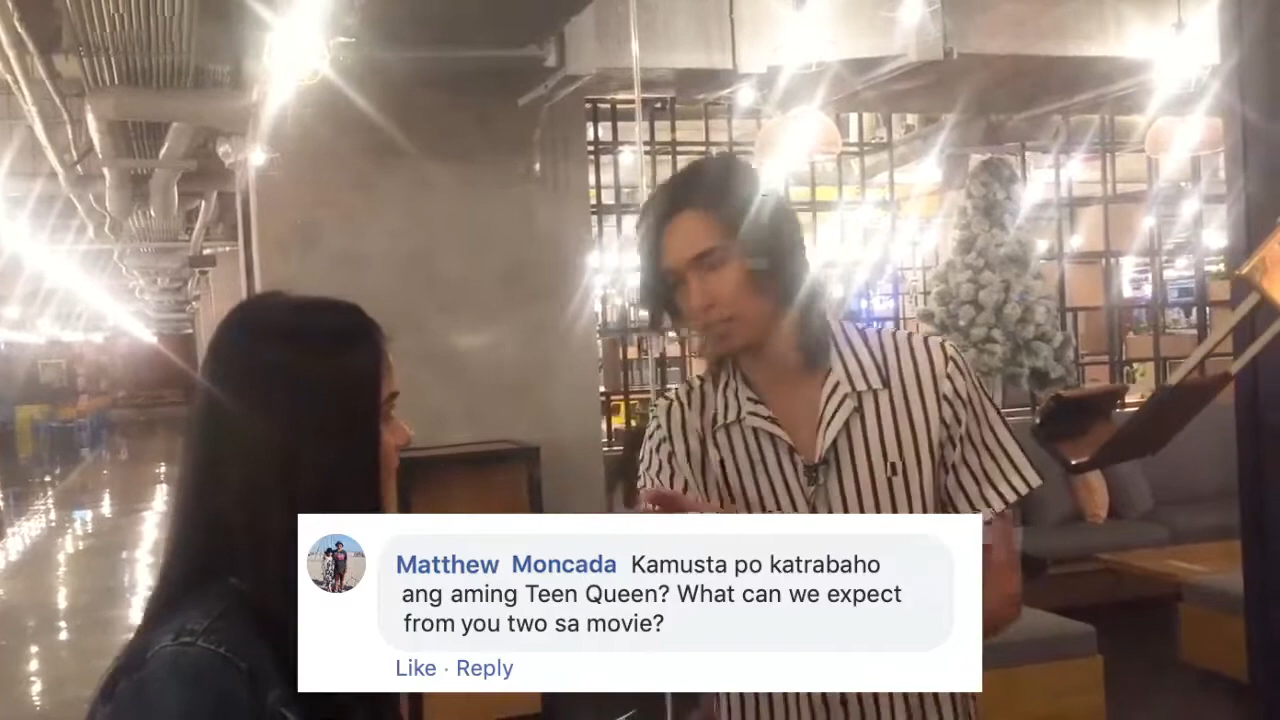 Matthew Moncada Kamusta po katrabaho
ang aming Teen Queen? What can we expect
from you two sa movie?
Like · Reply